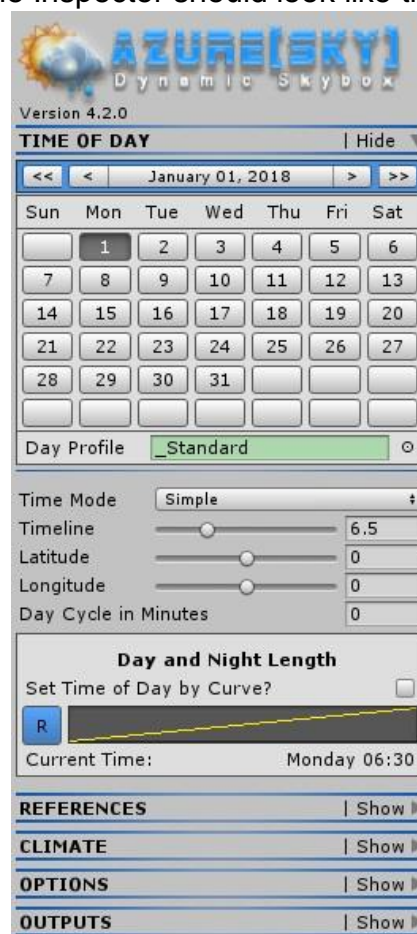 Inspector should look like
AZURE[SKY]
Dynamic Skybox
Version 4.2.0
TIME OF DAY | Hide
<< < January 01, 2018 > >>
Sun Mon Tue Wed Thu Fri Sat
1 2 3 4 5 6
7 8 9 10 11 12 13
14 15 16 17 18 19 20
21 22 23 24 25 26 27
28 29 30 31
Day Profile _Standard
Time Mode Simple
Timeline 6.5
Latitude 0
Longitude 0
Day Cycle in Minutes 0
Day and Night Length
Set Time of Day by Curve?
R
Current Time: Monday 06:30
REFERENCES | Show
CLIMATE | Show
OPTIONS | Show
OUTPUTS | Show